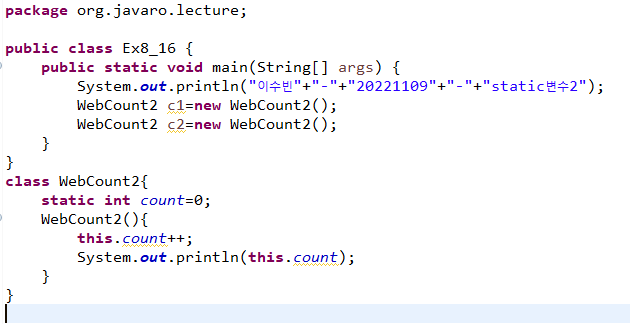 package org.javaro.lecture;

public class Ex8_16 {
    public static void main(String[] args) {
        System.out.println("이수빈"+"-"+"20221109"+"-"+"static변수2");
        WebCount2 c1=new WebCount2();
        WebCount2 c2=new WebCount2();
    }
}
class WebCount2{
    static int count=0;
    WebCount2(){
        this.count++;
        System.out.println(this.count);
    }
}